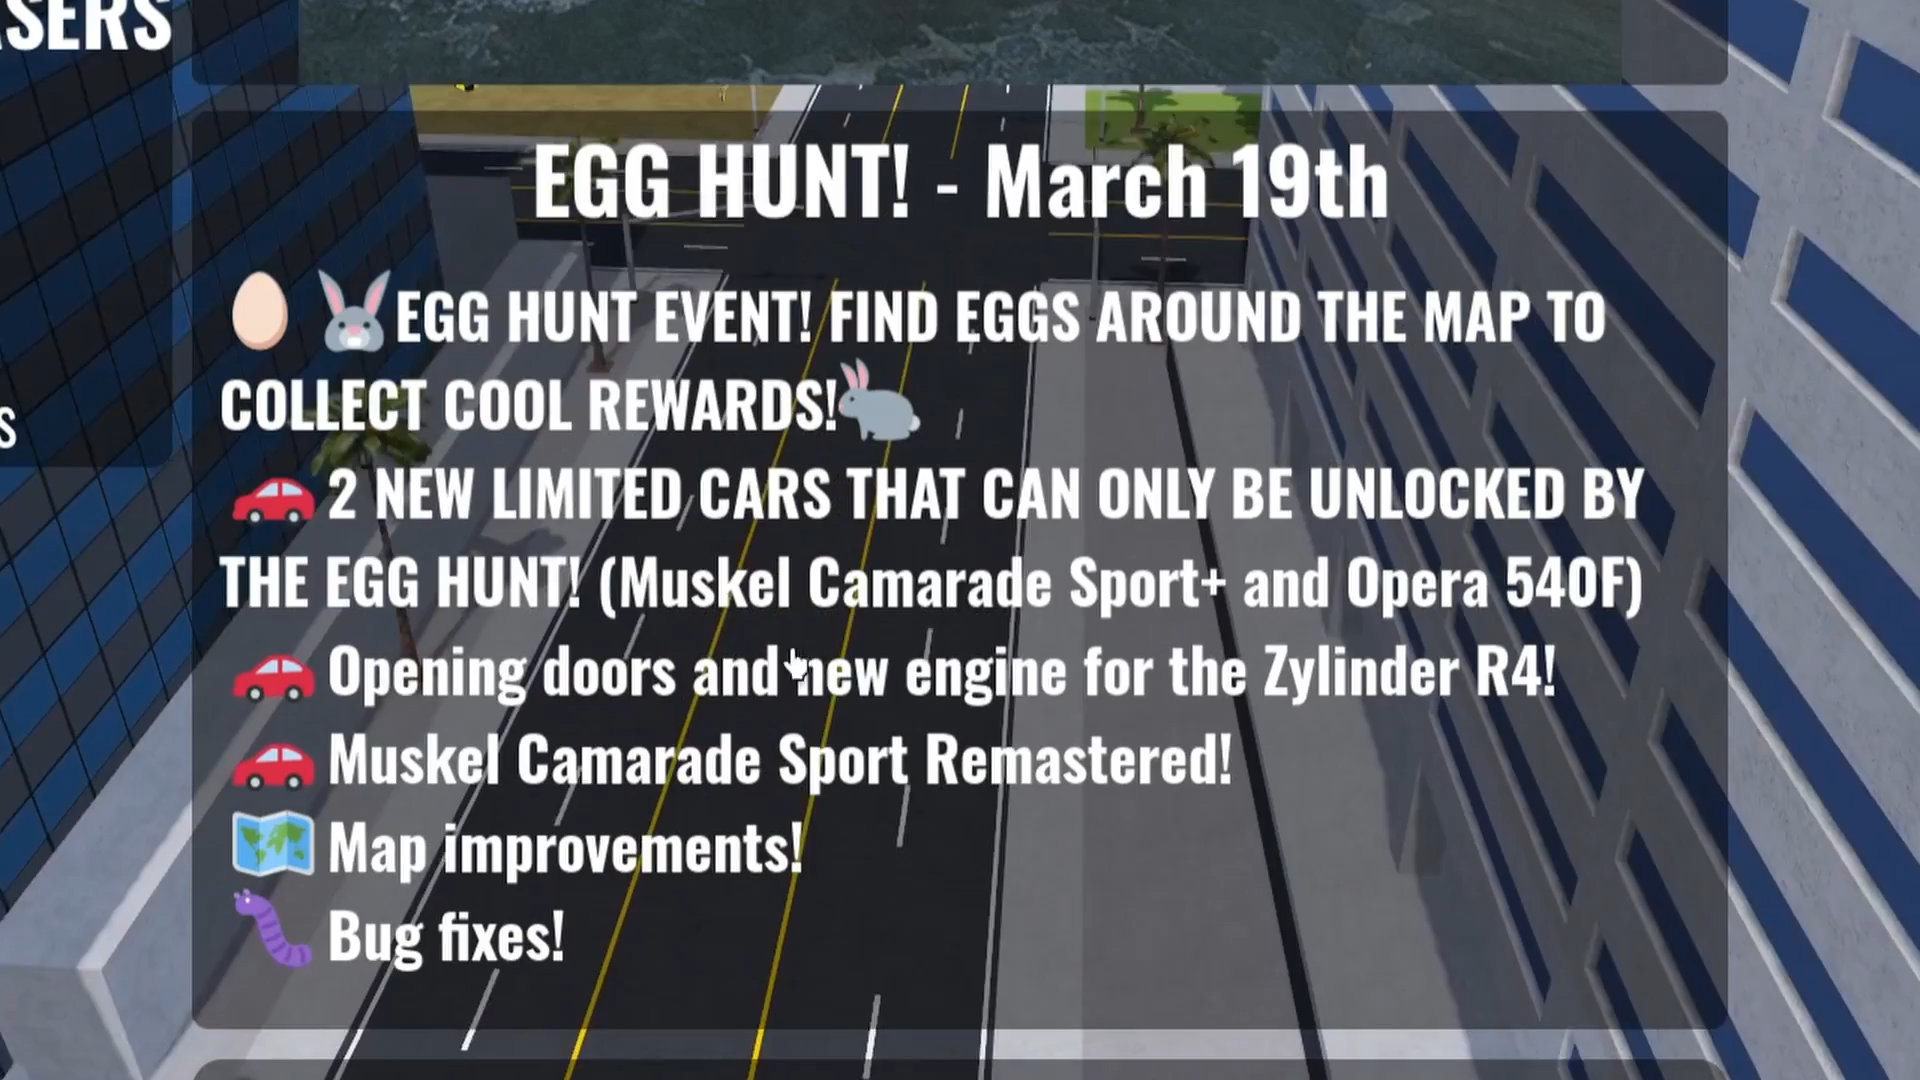 SERS
EGG HUNT! - March 19th
🥚 🐰EGG HUNT EVENT! FIND EGGS AROUND THE MAP TO
COLLECT COOL REWARDS!🐇
🚗 2 NEW LIMITED CARS THAT CAN ONLY BE UNLOCKED BY
THE EGG HUNT! (Muskel Camarade Sport+ and Opera 540F)
S
🚗 Opening doors and new engine for the Zylinder R4!
🚗 Muskel Camarade Sport Remastered!
🗺️ Map improvements!
🐛 Bug fixes!